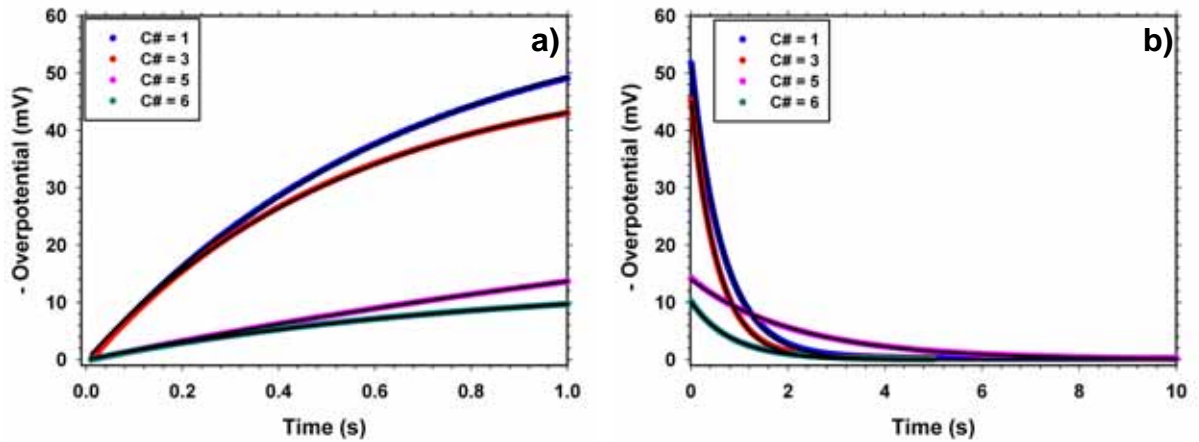 60
50
40
30
20
10
0
- Overpotential (mV)
C# = 1
C# = 3
C# = 5
C# = 6
a)
0.0 0.2 0.4 0.6 0.8 1.0
Time (s)
60
50
40
30
20
10
0
- Overpotential (mV)
C# = 1
C# = 3
C# = 5
C# = 6
b)
0 2 4 6 8 10
Time (s)